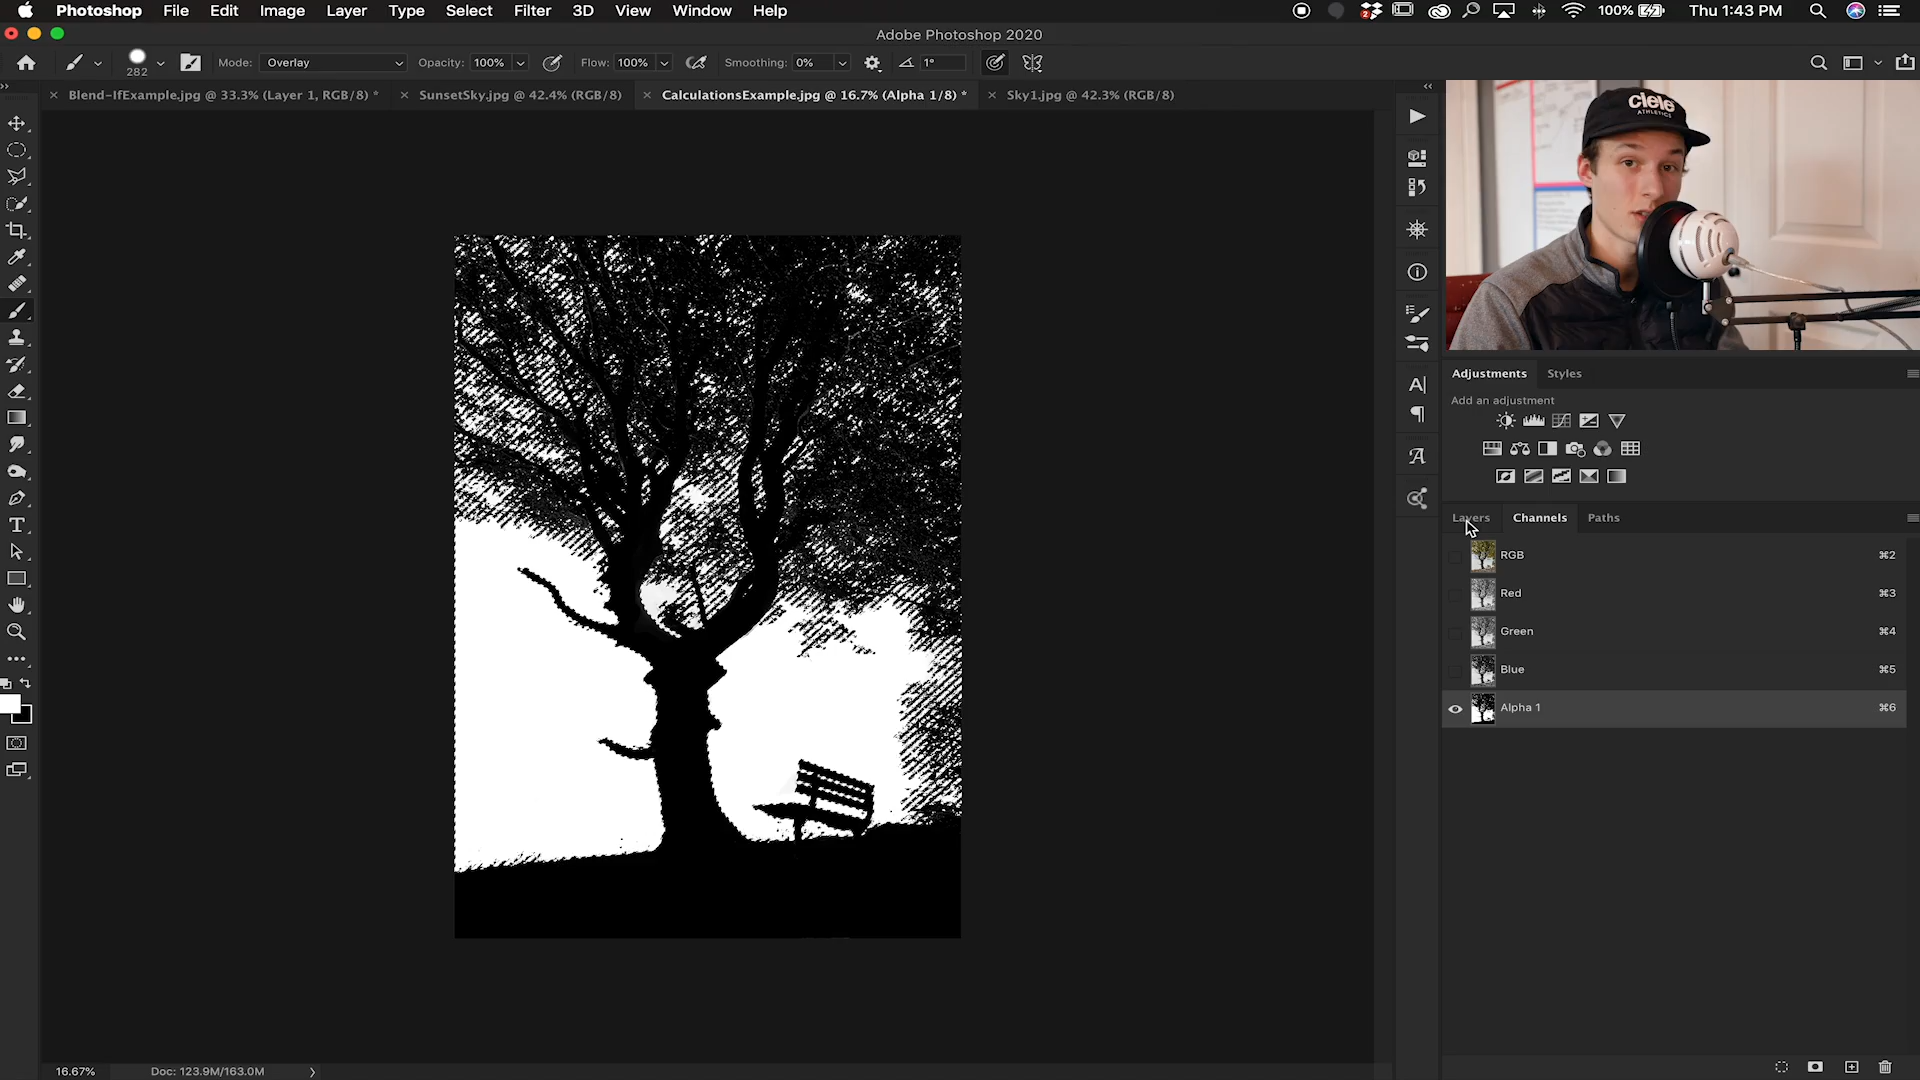 Photoshop File Edit Image Layer Type Select Filter 3D View Window Help 2 100% Thu 1:43 PM
Adobe Photoshop 2020
282 Mode: Overlay Opacity: 100% Flow: 100% Smoothing: 0% 1°
Blend-IfExample.jpg @ 33.3% (Layer 1, RGB/8) * SunsetSky.jpg @ 42.4% (RGB/8) CalculationsExample.jpg @ 16.7% (Alpha 1/8) * Sky1.jpg @ 42.3% (RGB/8)
ciele
ATHLETICS
Adjustments Styles
Add an adjustment
Layers Channels Paths
RGB ⌘2
Red ⌘3
Green ⌘4
Blue ⌘5
Alpha 1 ⌘6
16.67% Doc: 123.9M/163.0M